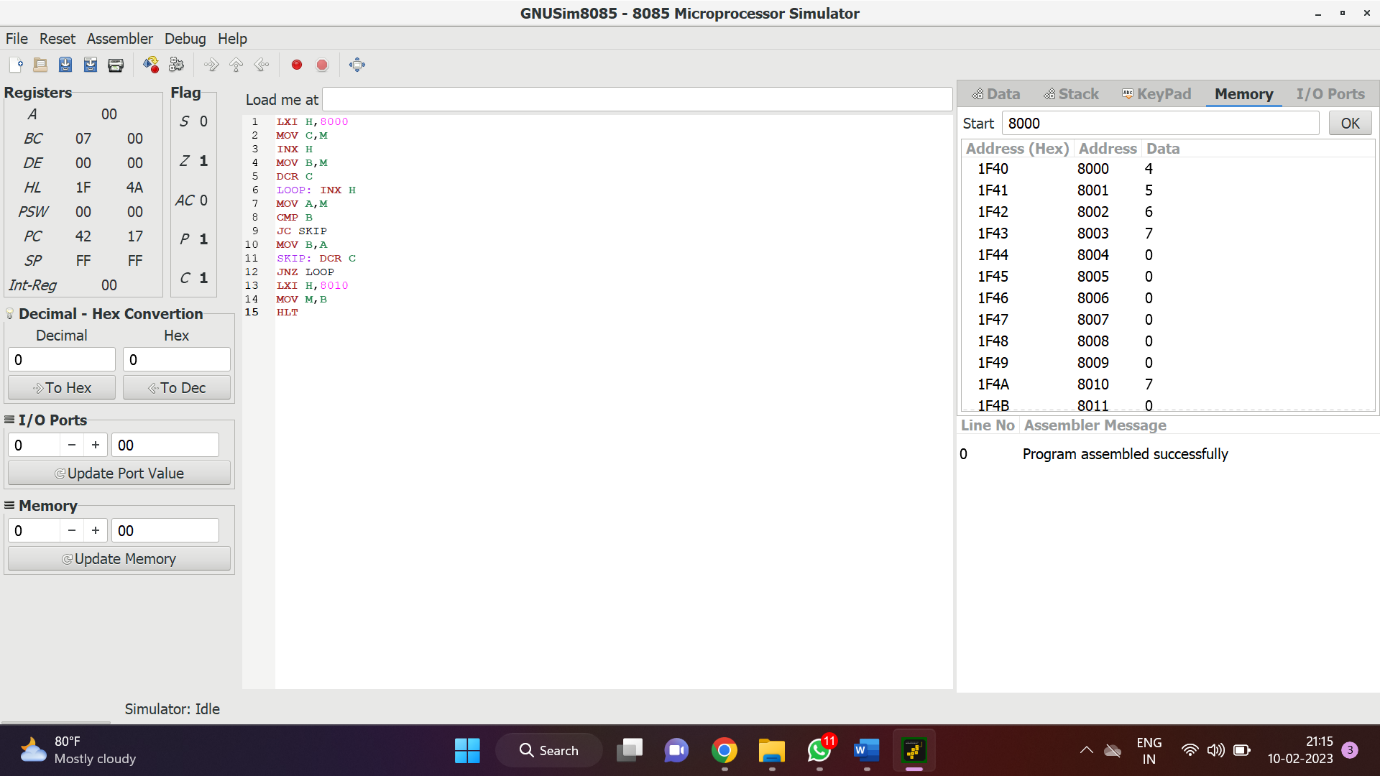 GNUSim8085 - 8085 Microprocessor Simulator
File Reset Assembler Debug Help
Registers
A 00
BC 07 00
DE 00 00
HL 1F 4A
PSW 00 00
PC 42 17
SP FF FF
Int-Reg 00
Flag
S 0
Z 1
AC 0
P 1
C 1
Decimal - Hex Convertion
Decimal Hex
0 0
To Hex To Dec
I/O Ports
0 - + 00
Update Port Value
Memory
0 - + 00
Update Memory
Load me at
1 LXI H,8000
2 MOV C,M
3 INX H
4 MOV B,M
5 DCR C
6 LOOP: INX H
7 MOV A,M
8 CMP B
9 JC SKIP
10 MOV B,A
11 SKIP: DCR C
12 JNZ LOOP
13 LXI H,8010
14 MOV M,B
15 HLT
Data Stack KeyPad Memory I/O Ports
Start 8000 OK
Address (Hex) Address Data
1F40 8000 4
1F41 8001 5
1F42 8002 6
1F43 8003 7
1F44 8004 0
1F45 8005 0
1F46 8006 0
1F47 8007 0
1F48 8008 0
1F49 8009 0
1F4A 8010 7
1F4B 8011 0
Line No Assembler Message
0 Program assembled successfully
Simulator: Idle
80°F
Mostly cloudy
Search
11
ENG
IN
21:15
10-02-2023
3